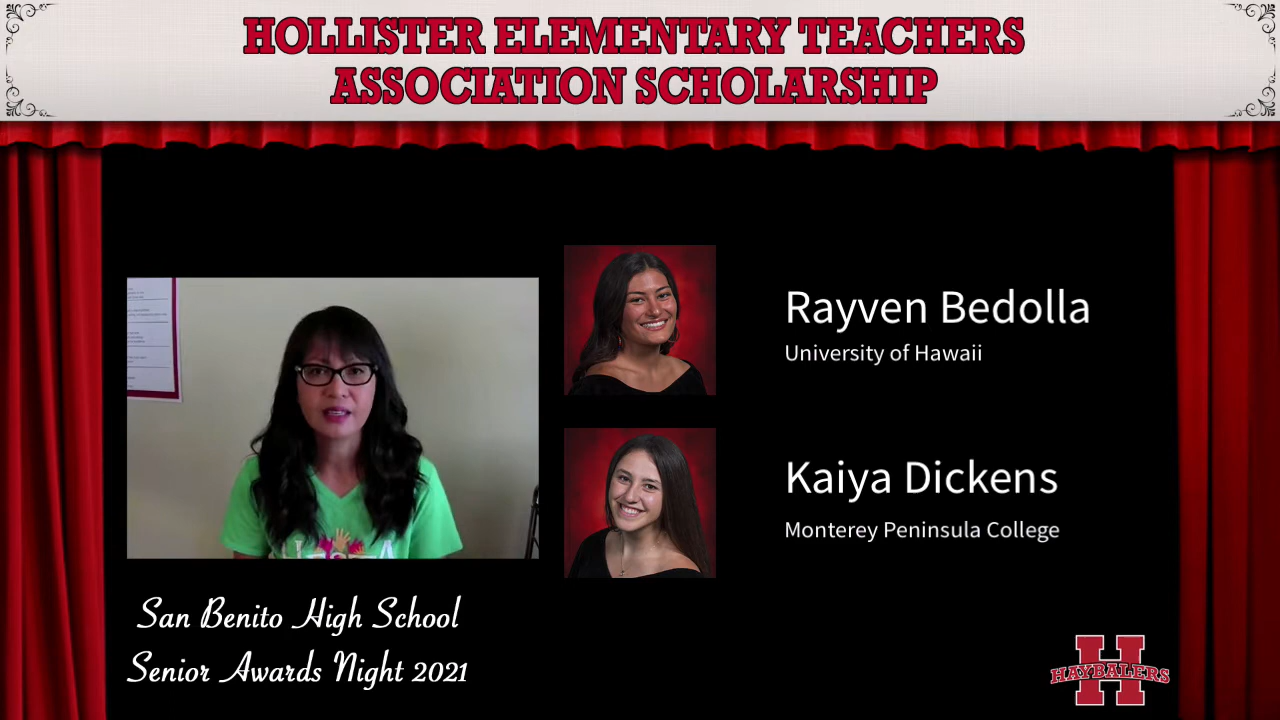 HOLLISTER ELEMENTARY TEACHERS
ASSOCIATION SCHOLARSHIP
Rayven Bedolla
University of Hawaii
Kaiya Dickens
Monterey Peninsula College
San Benito High School
Senior Awards Night 2021
H
HAYBALERS